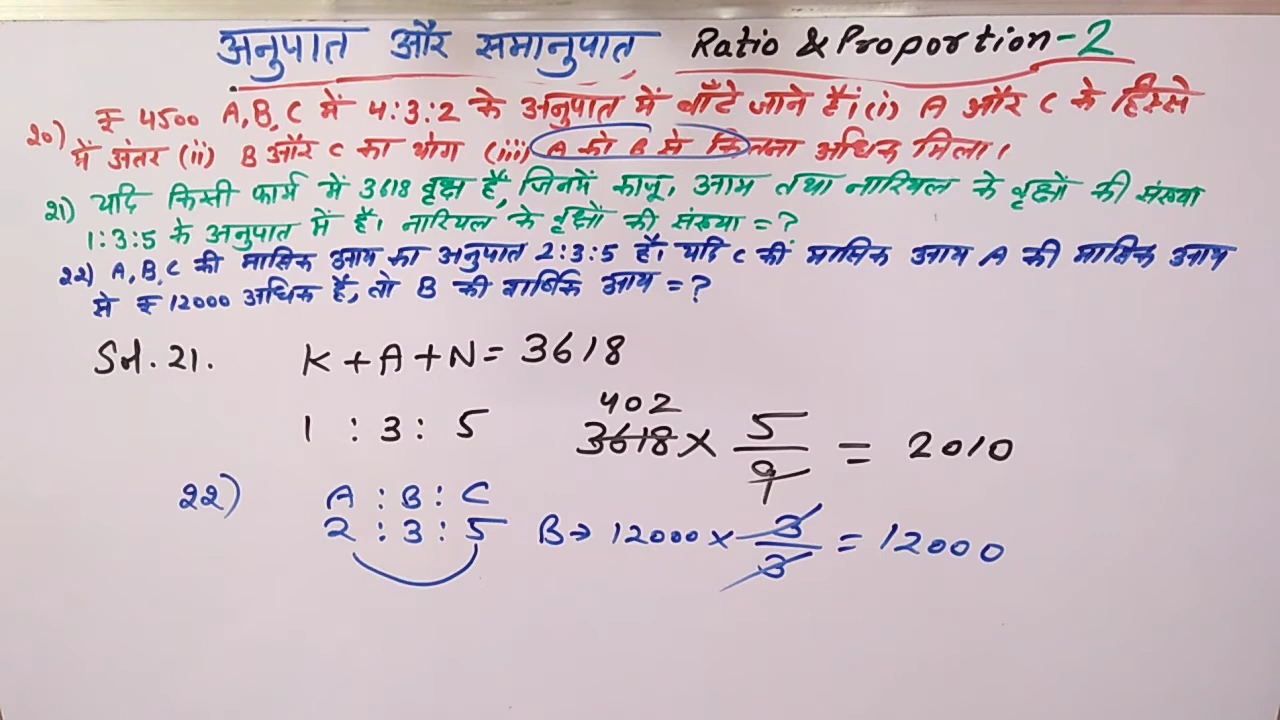 अनुपात और समानुपात Ratio & Proportion-2
20) ₹ 4500 A, B, C में 4:3:2 के अनुपात में बाँटे जाने हैं। (i) A और C के हिस्से
में अंतर (ii) B और C का योग (iii) A को B से कितना अधिक मिला।
21) यदि किसी फार्म में 3618 वृक्ष हैं, जिनमें काजू, आम तथा नारियल के वृक्षों की संख्या
1:3:5 के अनुपात में है। नारियल के वृक्षों की संख्या = ?
22) A, B, C की मासिक आय का अनुपात 2:3:5 है। यदि C की मासिक आय A की मासिक आय
से ₹ 12000 अधिक है, तो B की वार्षिक आय = ?
Sol. 21. K + A + N = 3618
402
1 : 3 : 5 3618 × 5/9 = 2010
22) A : B : C
2 : 3 : 5 B → 12000 × 3/3 = 12000